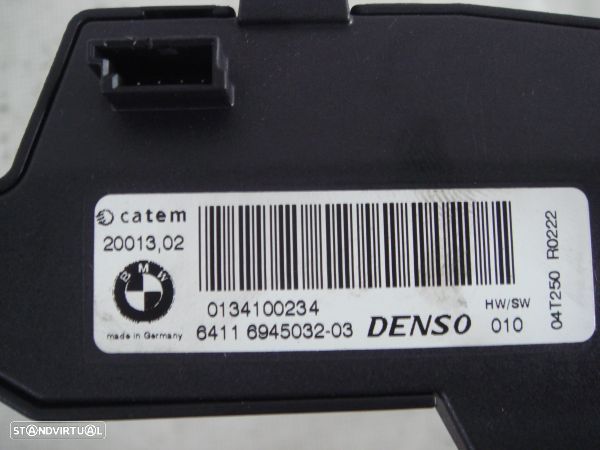 catem
20013,02
BMW
made in Germany
0134100234
6411 6945032-03
DENSO
HW/SW
010
04T250 R0222
STANDVIRTUAL